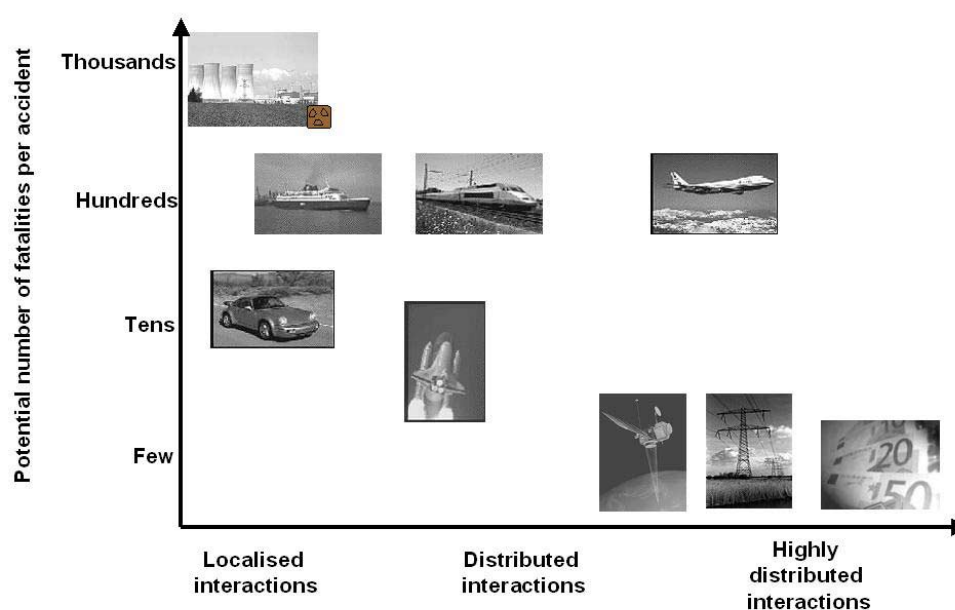 Potential number of fatalities per accident
Thousands
Hundreds
Tens
Few
20
50
Localised
interactions
Distributed
interactions
Highly
distributed
interactions